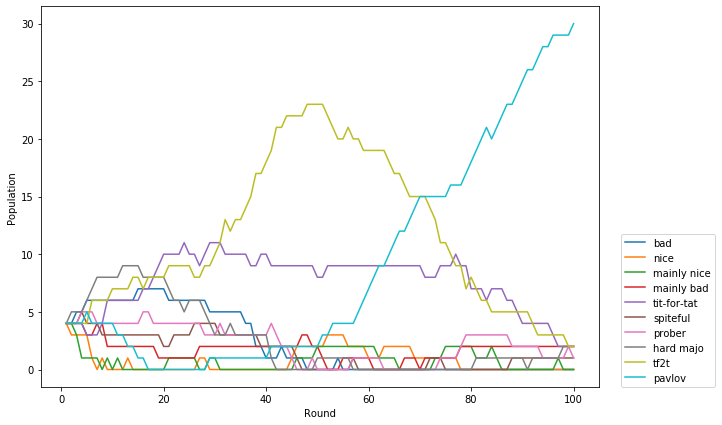 30
25
20
15
10
5
0
Population
0 20 40 60 80 100
Round
bad
nice
mainly nice
mainly bad
tit-for-tat
spiteful
prober
hard majo
tf2t
pavlov